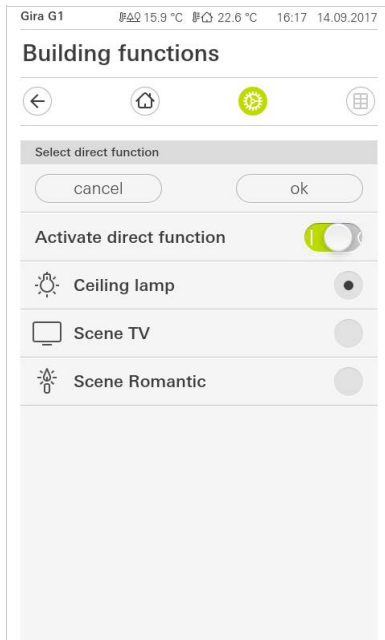 Gira G1 15.9 °C 22.6 °C 16:17 14.09.2017
Building functions
Select direct function
cancel ok
Activate direct function
Ceiling lamp
Scene TV
Scene Romantic